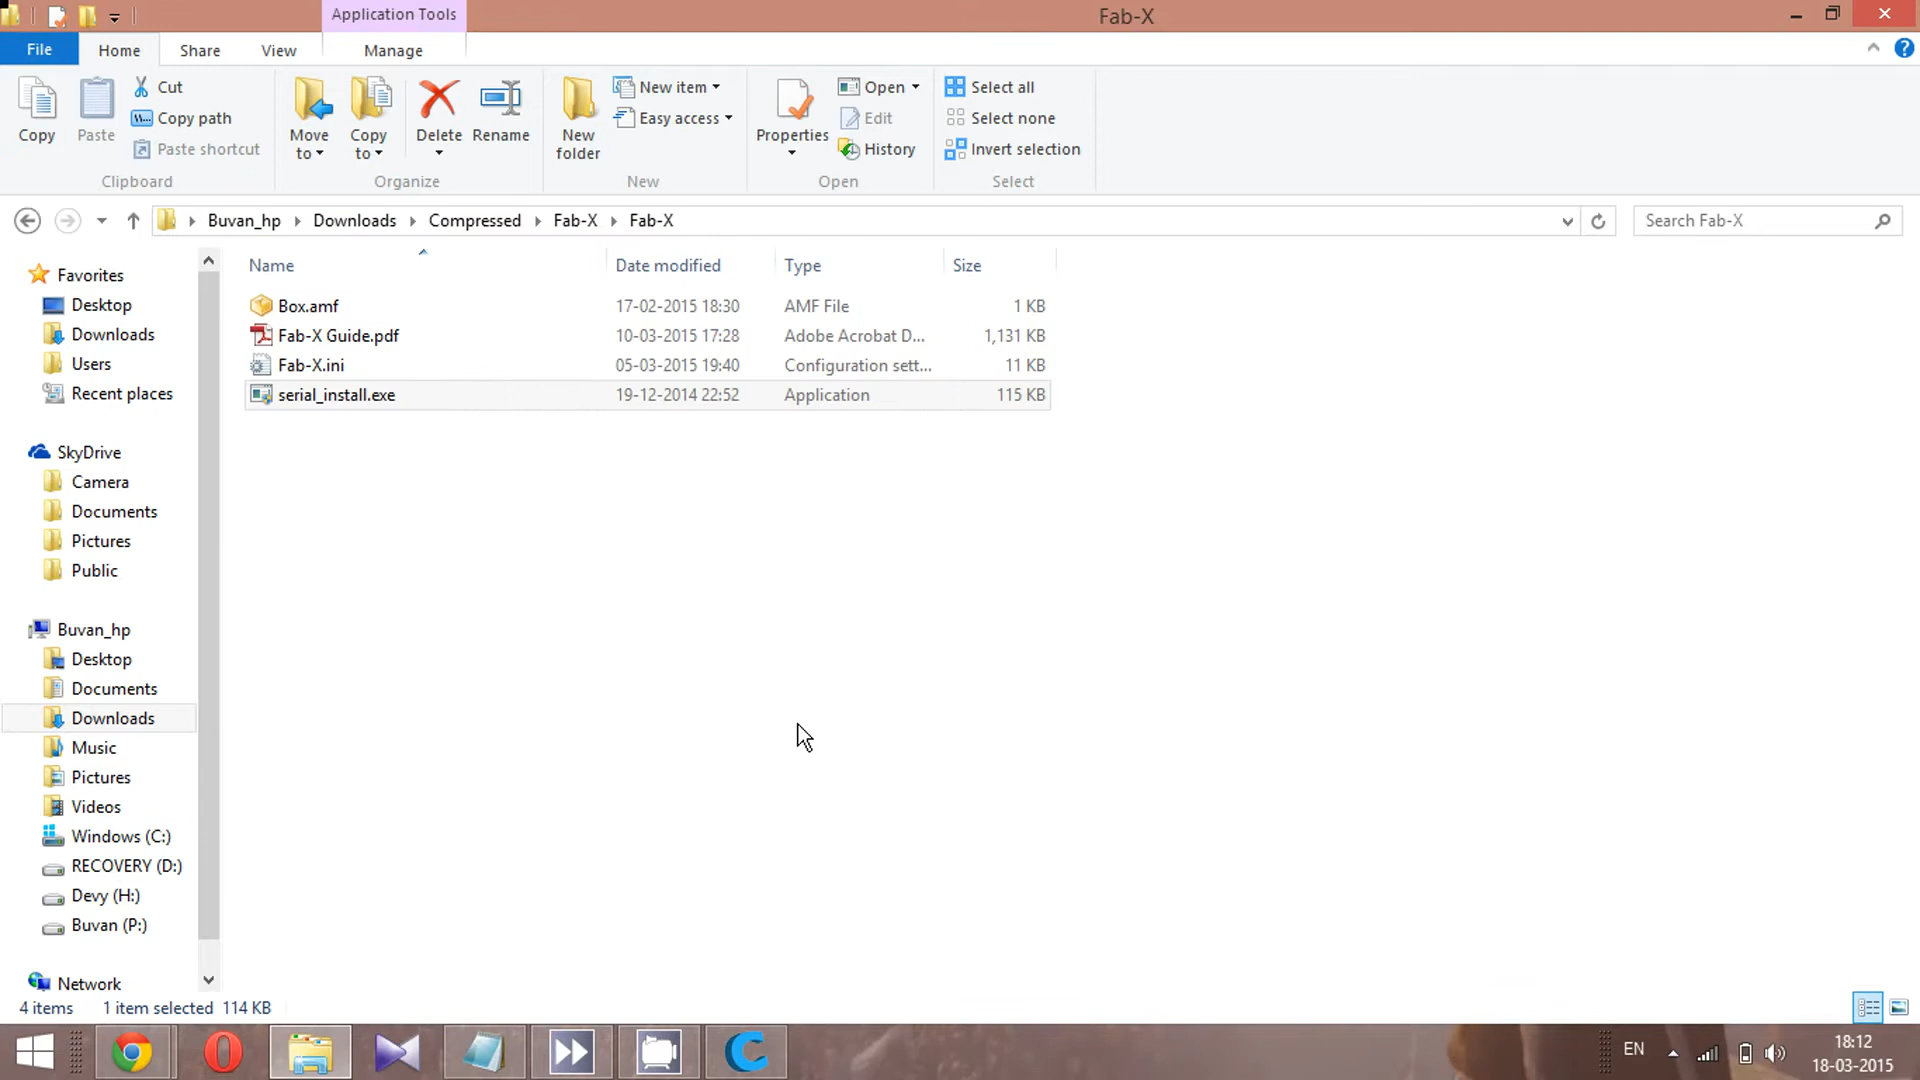 Application Tools
Fab-X
File Home Share View Manage
Copy
Paste
Cut
Copy path
Paste shortcut
Move to
Copy to
Delete
Rename
New folder
New item
Easy access
Properties
Open
Edit
History
Select all
Select none
Invert selection
Clipboard Organize New Open Select
Buvan_hp Downloads Compressed Fab-X Fab-X
Search Fab-X
Name Date modified Type Size
Box.amf 17-02-2015 18:30 AMF File 1 KB
Fab-X Guide.pdf 10-03-2015 17:28 Adobe Acrobat D... 1,131 KB
Fab-X.ini 05-03-2015 19:40 Configuration sett... 11 KB
serial_install.exe 19-12-2014 22:52 Application 115 KB
Favorites
Desktop
Downloads
Users
Recent places
SkyDrive
Camera
Documents
Pictures
Public
Buvan_hp
Desktop
Documents
Downloads
Music
Pictures
Videos
Windows (C:)
RECOVERY (D:)
Devy (H:)
Buvan (P:)
Network
4 items 1 item selected 114 KB
EN
18:12
18-03-2015